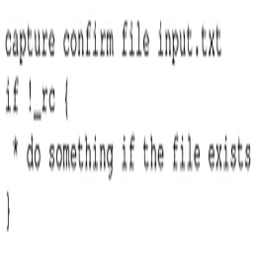 capture confirm file input.txt
if !_rc {
* do something if the file exists
}